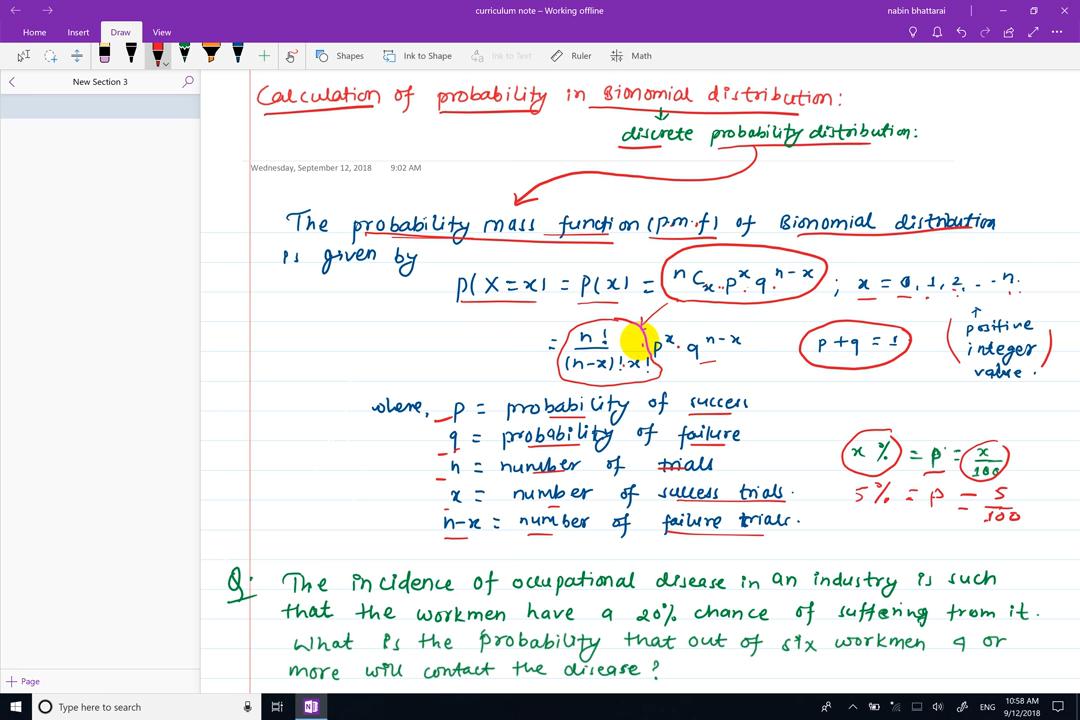 curriculum note – Working offline
nabin bhattarai
Home Insert Draw View
Shapes Ink to Shape Ink to Text Ruler Math
New Section 3
Calculation of probability in Bionomial distribution:
discrete probability distribution:
Wednesday, September 12, 2018 9:02 AM
The probability mass function (p.m.f) of Bionomial distribution
is given by
P(X=x) = P(x) = nCx.p^x.q^n-x ; x = 0, 1, 2, .. n.
↑
= n!/(n-x)!.x! . p^x.q^n-x p+q = 1 (positive
integer
value.)
where, p = probability of success
q = probability of failure
n = number of trials
x % = p = x/100
x = number of success trials.
5% = p = 5/100
n-x = number of failure trials.
Q: The incidence of occupational disease in an industry is such
that the workmen have a 20% chance of suffering from it.
What is the probability that out of six workmen 4 or
more will contact the disease?
+ Page
Type here to search
ENG
10:58 AM
9/12/2018